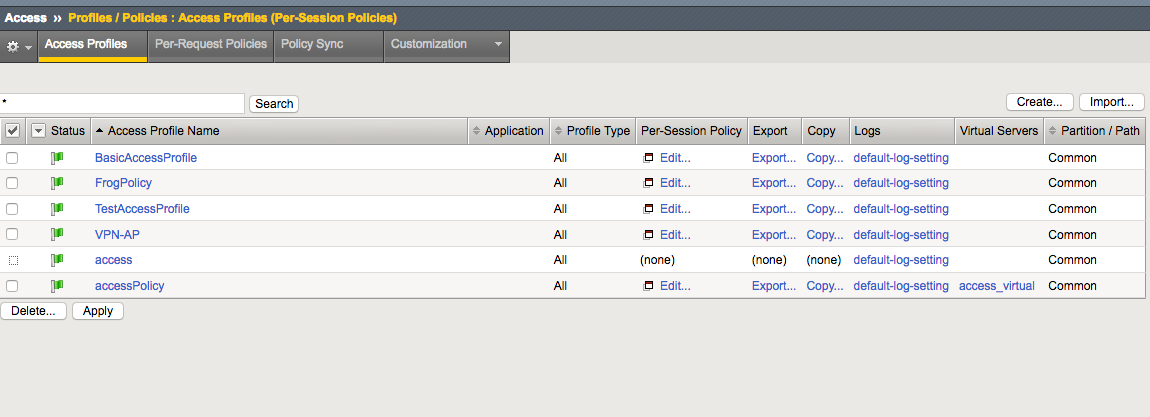 Access » Profiles / Policies : Access Profiles (Per-Session Policies)
Access Profiles Per-Request Policies Policy Sync Customization
* Search Create... Import...
Status Access Profile Name Application Profile Type Per-Session Policy Export Copy Logs Virtual Servers Partition / Path
BasicAccessProfile All Edit... Export... Copy... default-log-setting Common
FrogPolicy All Edit... Export... Copy... default-log-setting Common
TestAccessProfile All Edit... Export... Copy... default-log-setting Common
VPN-AP All Edit... Export... Copy... default-log-setting Common
access All (none) (none) (none) default-log-setting Common
accessPolicy All Edit... Export... Copy... default-log-setting access_virtual Common
Delete... Apply